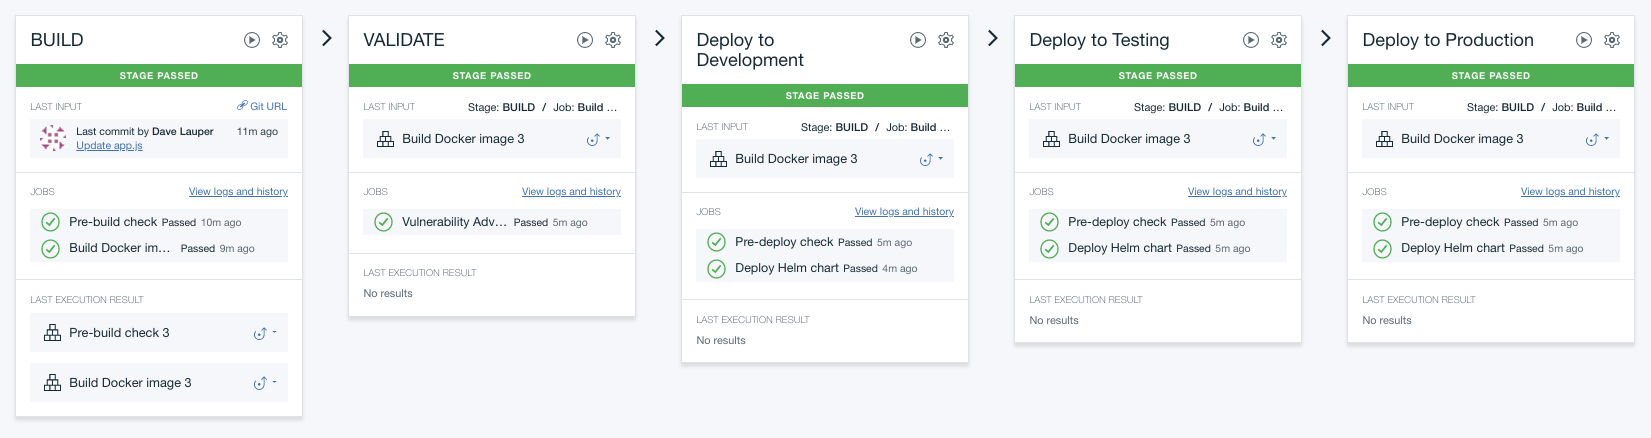 BUILD
STAGE PASSED
LAST INPUT Git URL
Last commit by Dave Lauper 11m ago
Update app.js
JOBS View logs and history
Pre-build check Passed 10m ago
Build Docker im... Passed 9m ago
LAST EXECUTION RESULT
Pre-build check 3
Build Docker image 3
VALIDATE
STAGE PASSED
LAST INPUT Stage: BUILD / Job: Build ...
Build Docker image 3
JOBS View logs and history
Vulnerability Adv... Passed 5m ago
LAST EXECUTION RESULT
No results
Deploy to
Development
STAGE PASSED
LAST INPUT Stage: BUILD / Job: Build ...
Build Docker image 3
JOBS View logs and history
Pre-deploy check Passed 5m ago
Deploy Helm chart Passed 4m ago
LAST EXECUTION RESULT
No results
Deploy to Testing
STAGE PASSED
LAST INPUT Stage: BUILD / Job: Build ...
Build Docker image 3
JOBS View logs and history
Pre-deploy check Passed 5m ago
Deploy Helm chart Passed 5m ago
LAST EXECUTION RESULT
No results
Deploy to Production
STAGE PASSED
LAST INPUT Stage: BUILD / Job: Build ...
Build Docker image 3
JOBS View logs and history
Pre-deploy check Passed 5m ago
Deploy Helm chart Passed 5m ago
LAST EXECUTION RESULT
No results